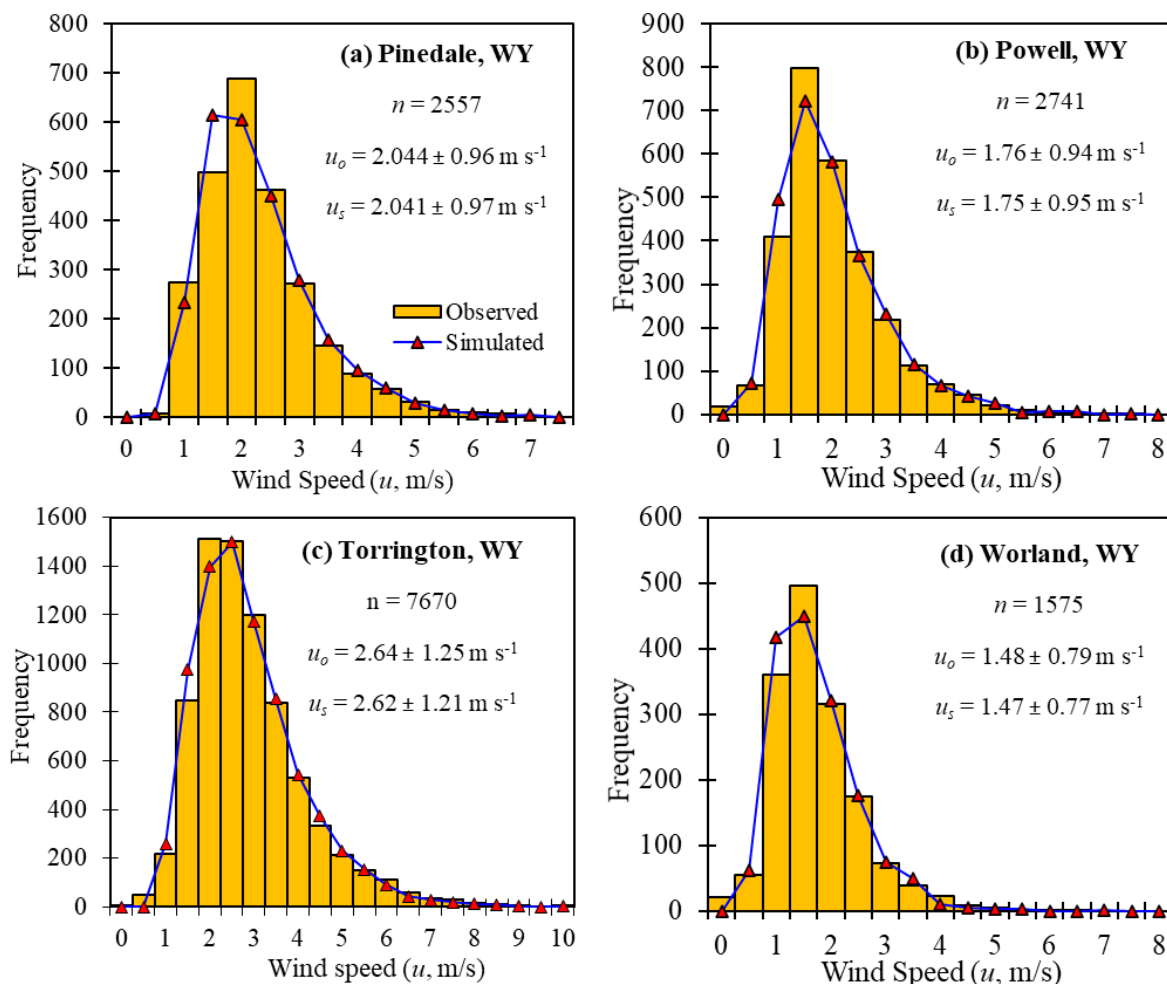 (a) Pinedale, WY
n = 2557
uₒ = 2.044 ± 0.96 m s⁻¹
uₛ = 2.041 ± 0.97 m s⁻¹
Observed
Simulated
Frequency
800
700
600
500
400
300
200
100
0
0 1 2 3 4 5 6 7
Wind Speed (u, m/s)
(b) Powell, WY
n = 2741
uₒ = 1.76 ± 0.94 m s⁻¹
uₛ = 1.75 ± 0.95 m s⁻¹
Frequency
900
800
700
600
500
400
300
200
100
0
0 1 2 3 4 5 6 7 8
Wind Speed (u, m/s)
(c) Torrington, WY
n = 7670
uₒ = 2.64 ± 1.25 m s⁻¹
uₛ = 2.62 ± 1.21 m s⁻¹
Frequency
1600
1400
1200
1000
800
600
400
200
0
0 1 2 3 4 5 6 7 8 9 10
Wind speed (u, m/s)
(d) Worland, WY
n = 1575
uₒ = 1.48 ± 0.79 m s⁻¹
uₛ = 1.47 ± 0.77 m s⁻¹
Frequency
600
500
400
300
200
100
0
0 1 2 3 4 5 6 7 8
Wind Speed (u, m/s)